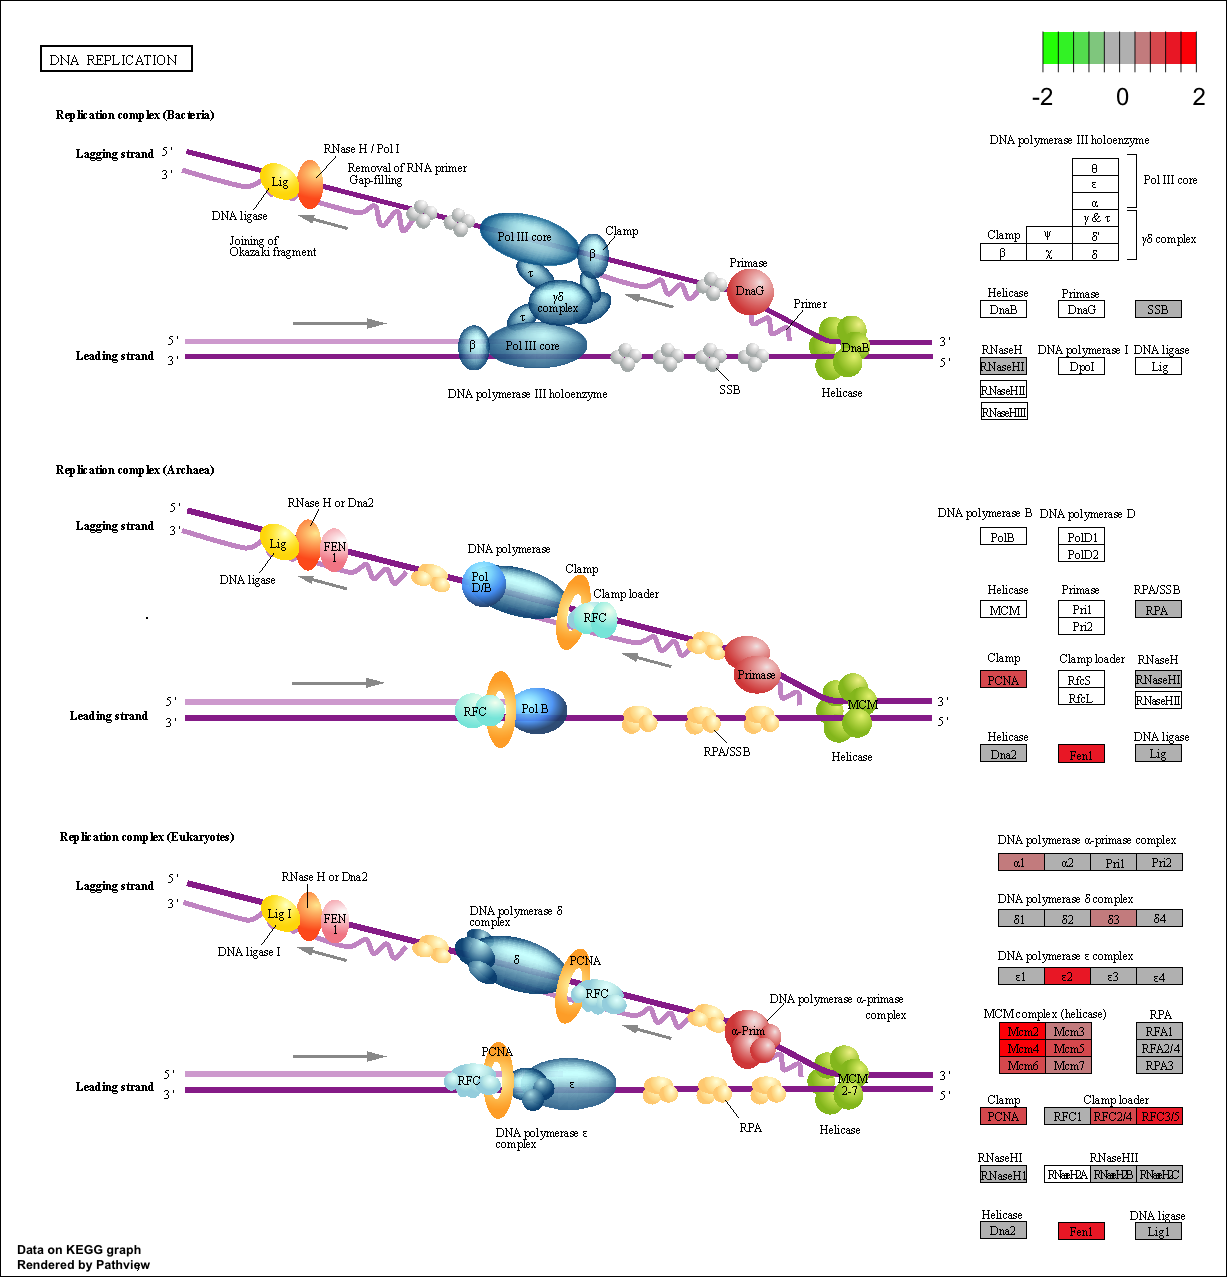 DNA REPLICATION
-2 0 2
Replication complex (Bacteria)
Lagging strand 5'
3'
RNase H / Pol I
Removal of RNA primer
Gap-filling
Lig
DNA ligase
Joining of
Okazaki fragment
Pol III core
Clamp
β
τ
γδ
complex
τ
Primase
DnaG
Primer
5'
Leading strand 3'
β
Pol III core
DnaB
3'
5'
SSB
Helicase
DNA polymerase III holoenzyme
DNA polymerase III holoenzyme
θ
ε
α
Pol III core
γ & τ
Clamp ψ δ'
β χ δ
γδ complex
Helicase Primase
DnaB DnaG SSB
RNaseH DNA polymerase I DNA ligase
RNaseHI DpoI Lig
RNaseHII
RNaseHIII
Replication complex (Archaea)
5'
Lagging strand 3'
RNase H or Dna2
Lig
FEN
1
DNA ligase
DNA polymerase
Pol
D/B
Clamp
Clamp loader
RFC
Primase
5'
Leading strand 3'
RFC
Pol B
MCM
3'
5'
RPA/SSB
Helicase
DNA polymerase B DNA polymerase D
PolB PolD1
PolD2
Helicase Primase RPA/SSB
MCM Pri1 RPA
Pri2
Clamp Clamp loader RNaseH
PCNA RfcS RNaseHI
RfcL RNaseHII
Helicase DNA ligase
Dna2 Fen1 Lig
Replication complex (Eukaryotes)
5'
Lagging strand
3'
RNase H or Dna2
Lig I
FEN
1
DNA ligase I
DNA polymerase δ
complex
δ
PCNA
RFC
DNA polymerase α-primase
complex
α-Prim
5'
Leading strand 3'
PCNA
RFC
ε
MCM
2-7
3'
5'
DNA polymerase ε
complex
RPA
Helicase
DNA polymerase α-primase complex
α1 α2 Pri1 Pri2
DNA polymerase δ complex
δ1 δ2 δ3 δ4
DNA polymerase ε complex
ε1 ε2 ε3 ε4
MCM complex (helicase) RPA
Mcm2 Mcm3 RFA1
Mcm4 Mcm5 RFA2/4
Mcm6 Mcm7 RPA3
Clamp Clamp loader
PCNA RFC1 RFC2/4 RFC3/5
RNaseHI RNaseHII
RNaseH1 RNaseH2A RNaseH2B RNaseH2C
Helicase DNA ligase
Dna2 Fen1 Lig1
Data on KEGG graph
Rendered by Pathview